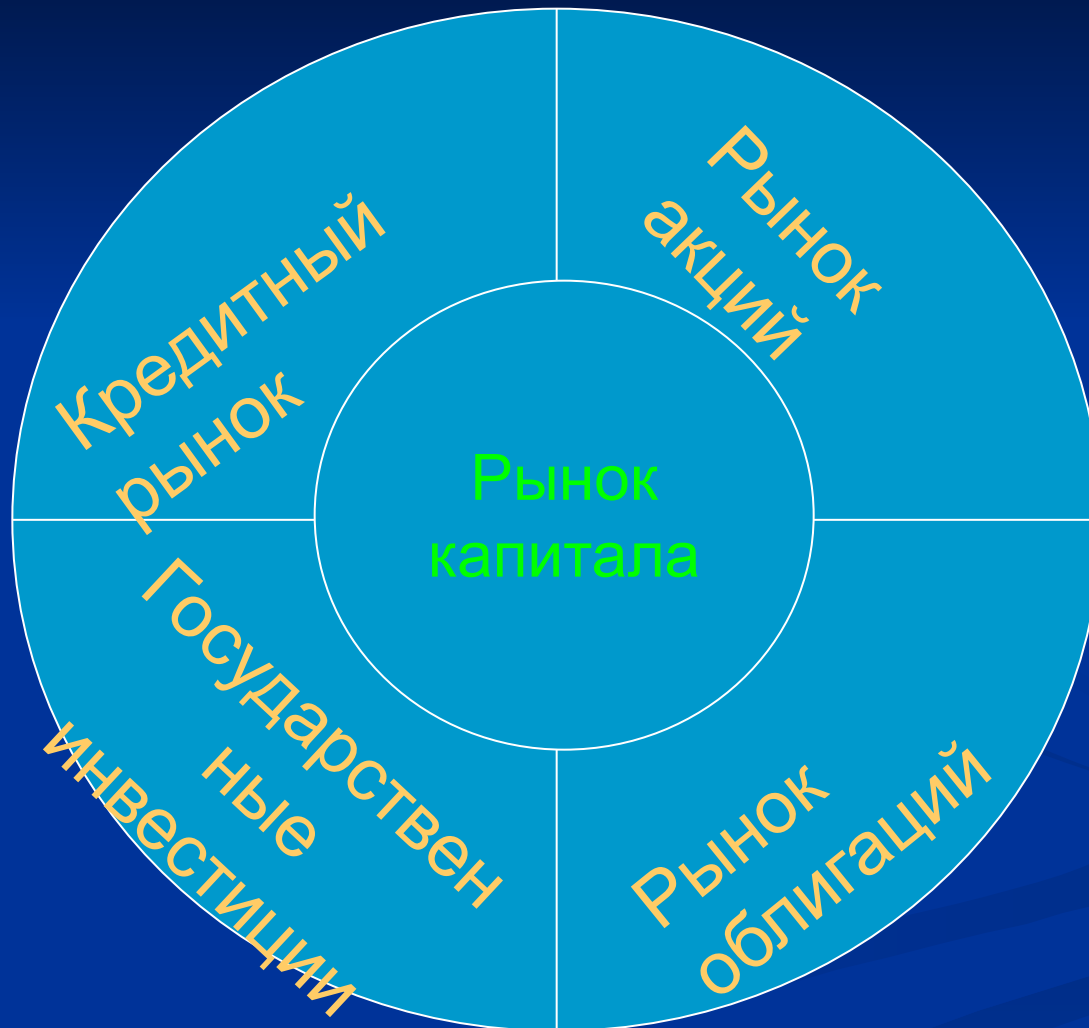 Кредитный
рынок
Рынок
акций
Рынок
капитала
Государствен
ные
инвестиции
Рынок
облигаций